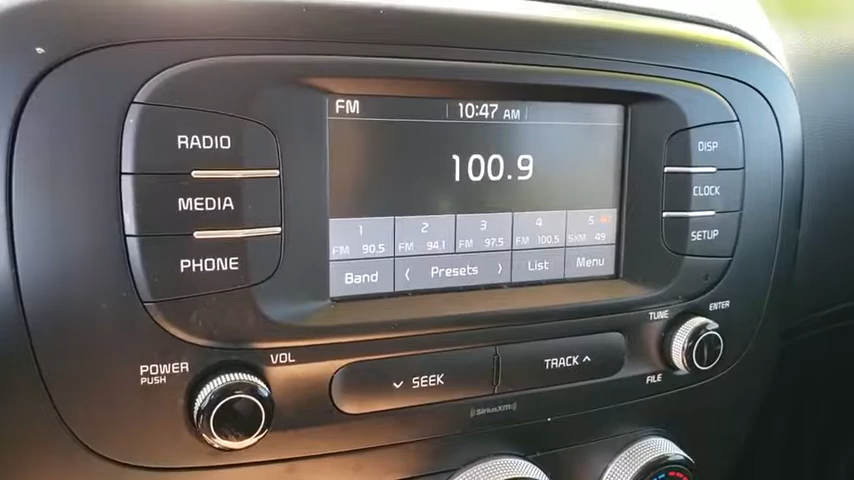 FM 10:47 AM
RADIO
MEDIA
PHONE
100.9
1 2 3 4 5
FM 90.5 FM 94.1 FM 97.5 FM 100.5 SXM 49
Band < Presets > List Menu
DISP
CLOCK
SETUP
POWER
PUSH
VOL
SEEK
TRACK
TUNE
ENTER
FILE
SiriusXM